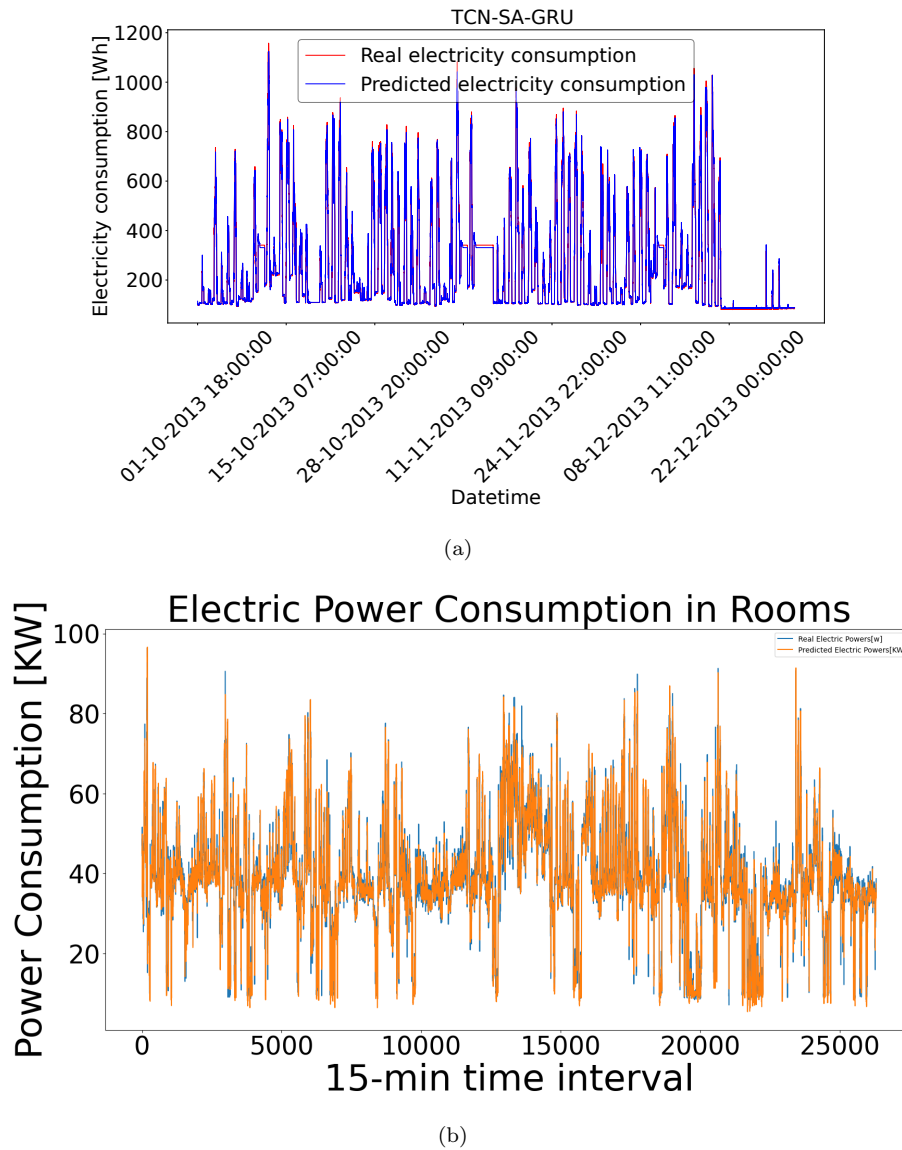 TCN-SA-GRU
Electricity consumption [Wh]
1200
1000
800
600
400
200
Real electricity consumption
Predicted electricity consumption
01-10-2013 18:00:00
15-10-2013 07:00:00
28-10-2013 20:00:00
11-11-2013 09:00:00
24-11-2013 22:00:00
08-12-2013 11:00:00
22-12-2013 00:00:00
Datetime
(a)
Electric Power Consumption in Rooms
Power Consumption [KW]
100
80
60
40
20
Real Electric Powers[w]
Predicted Electric Powers[KW
0
5000
10000
15000
20000
25000
15-min time interval
(b)